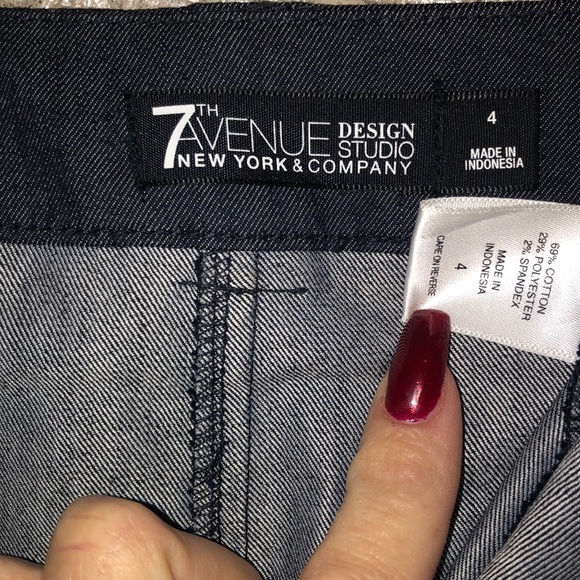 7TH AVENUE DESIGN STUDIO
NEW YORK & COMPANY
4
MADE IN
INDONESIA
69% COTTON
29% POLYESTER
2% SPANDEX
MADE IN
INDONESIA
4
CARE ON REVERSE